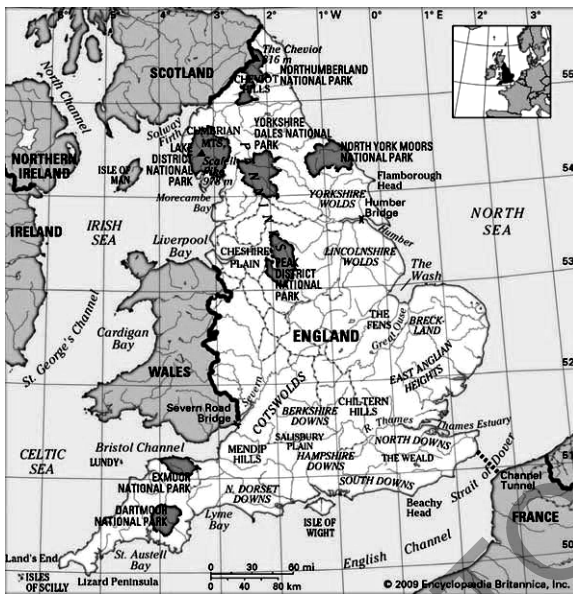 7°
6°
5°
4°
3°
2°
1°
0°
1°
2°
3°
The Cheviot
816 m
SCOTLAND
CHEVIOT
HILLS
NORTHUMBERLAND
NATIONAL PARK
55
North Channel
Solway
Firth
CUMBRIAN
MTS.
YORKSHIRE
DALES NATIONAL
PARK
NORTHERN
IRELAND
ISLE OF
MAN
LAKE
DISTRICT
NATIONAL
PARK
978 m
NORTH YORK MOORS
NATIONAL PARK
Flamborough
Head
54
Morecambe
Bay
YORKSHIRE
WOLDS
Humber
Bridge
IRELAND
IRISH
SEA
Liverpool
Bay
Humber
NORTH
SEA
CHESHIRE
PLAIN
LINCOLNSHIRE
WOLDS
PEAK
DISTRICT
NATIONAL
PARK
The
Wash
53
St. George's Channel
Cardigan
Bay
ENGLAND
THE
FENS
Great Ouse
BRECK-
LAND
WALES
EAST ANGLIAN
HEIGHTS
52
Severn
COTSWOLDS
Severn Road
Bridge
BERKSHIRE
DOWNS
CHILTERN
HILLS
R. Thames
Thames Estuary
Bristol Channel
CELTIC
SEA
LUNDY
MENDIP
HILLS
SALISBURY
PLAIN
HAMPSHIRE
DOWNS
NORTH DOWNS
THE WEALD
Strait of Dover
51
EXMOOR
NATIONAL PARK
N. DORSET
DOWNS
SOUTH DOWNS
Channel
Tunnel
DARTMOOR
NATIONAL PARK
Lyme
Bay
ISLE OF
WIGHT
Beachy
Head
FRANCE
Land's End
St. Austell
Bay
English Channel
50
ISLES
OF SCILLY
Lizard Peninsula
0
30
60 mi
0
40
80 km
© 2009 Encyclopædia Britannica, Inc.